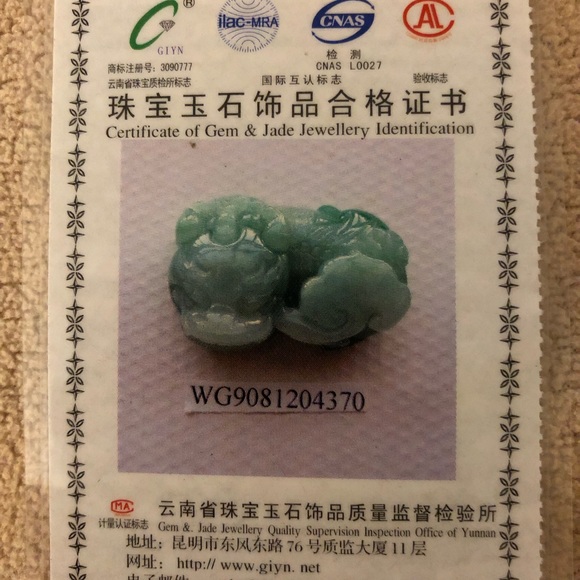 GIYN
ilac-MRA
CNAS
AL
商标注册号: 3090777
云南省珠宝质检所标志
国际互认标志
检 测
CNAS L0027
验收标志
珠宝玉石饰品合格证书
Certificate of Gem & Jade Jewellery Identification
WG9081204370
MA
计量认证标志
云南省珠宝玉石饰品质量监督检验所
Gem & Jade Jewellery Quality Supervision Inspection Office of Yunnan
地址: 昆明市东风东路76号质监大厦11层
网址: http://www.giyn.net